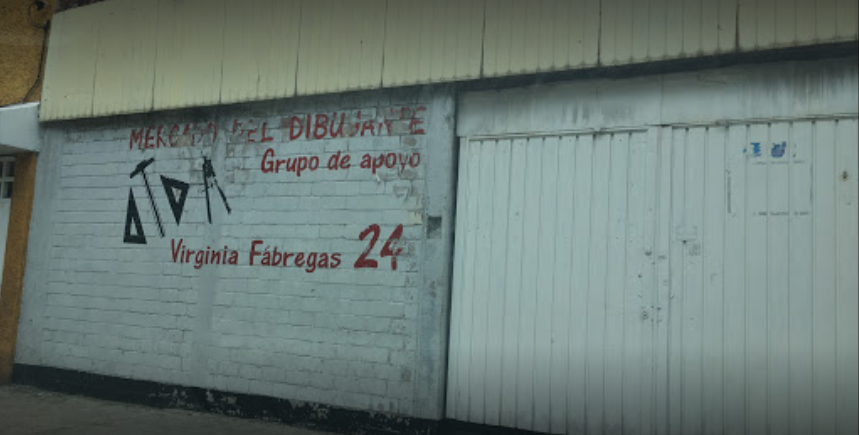 MERCADO DEL DIBUJANTE
Grupo de apoyo
Virginia Fábregas 24